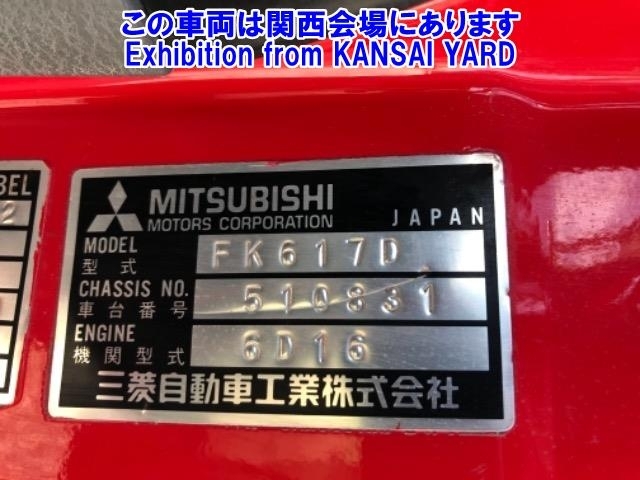 この車両は関西会場にあります
Exhibition from KANSAI YARD
BEL
2
MITSUBISHI
MOTORS CORPORATION JAPAN
MODEL
型式 FK617D
CHASSIS NO.
車台番号 510831
ENGINE
機関型式 6D16
三菱自動車工業株式会社